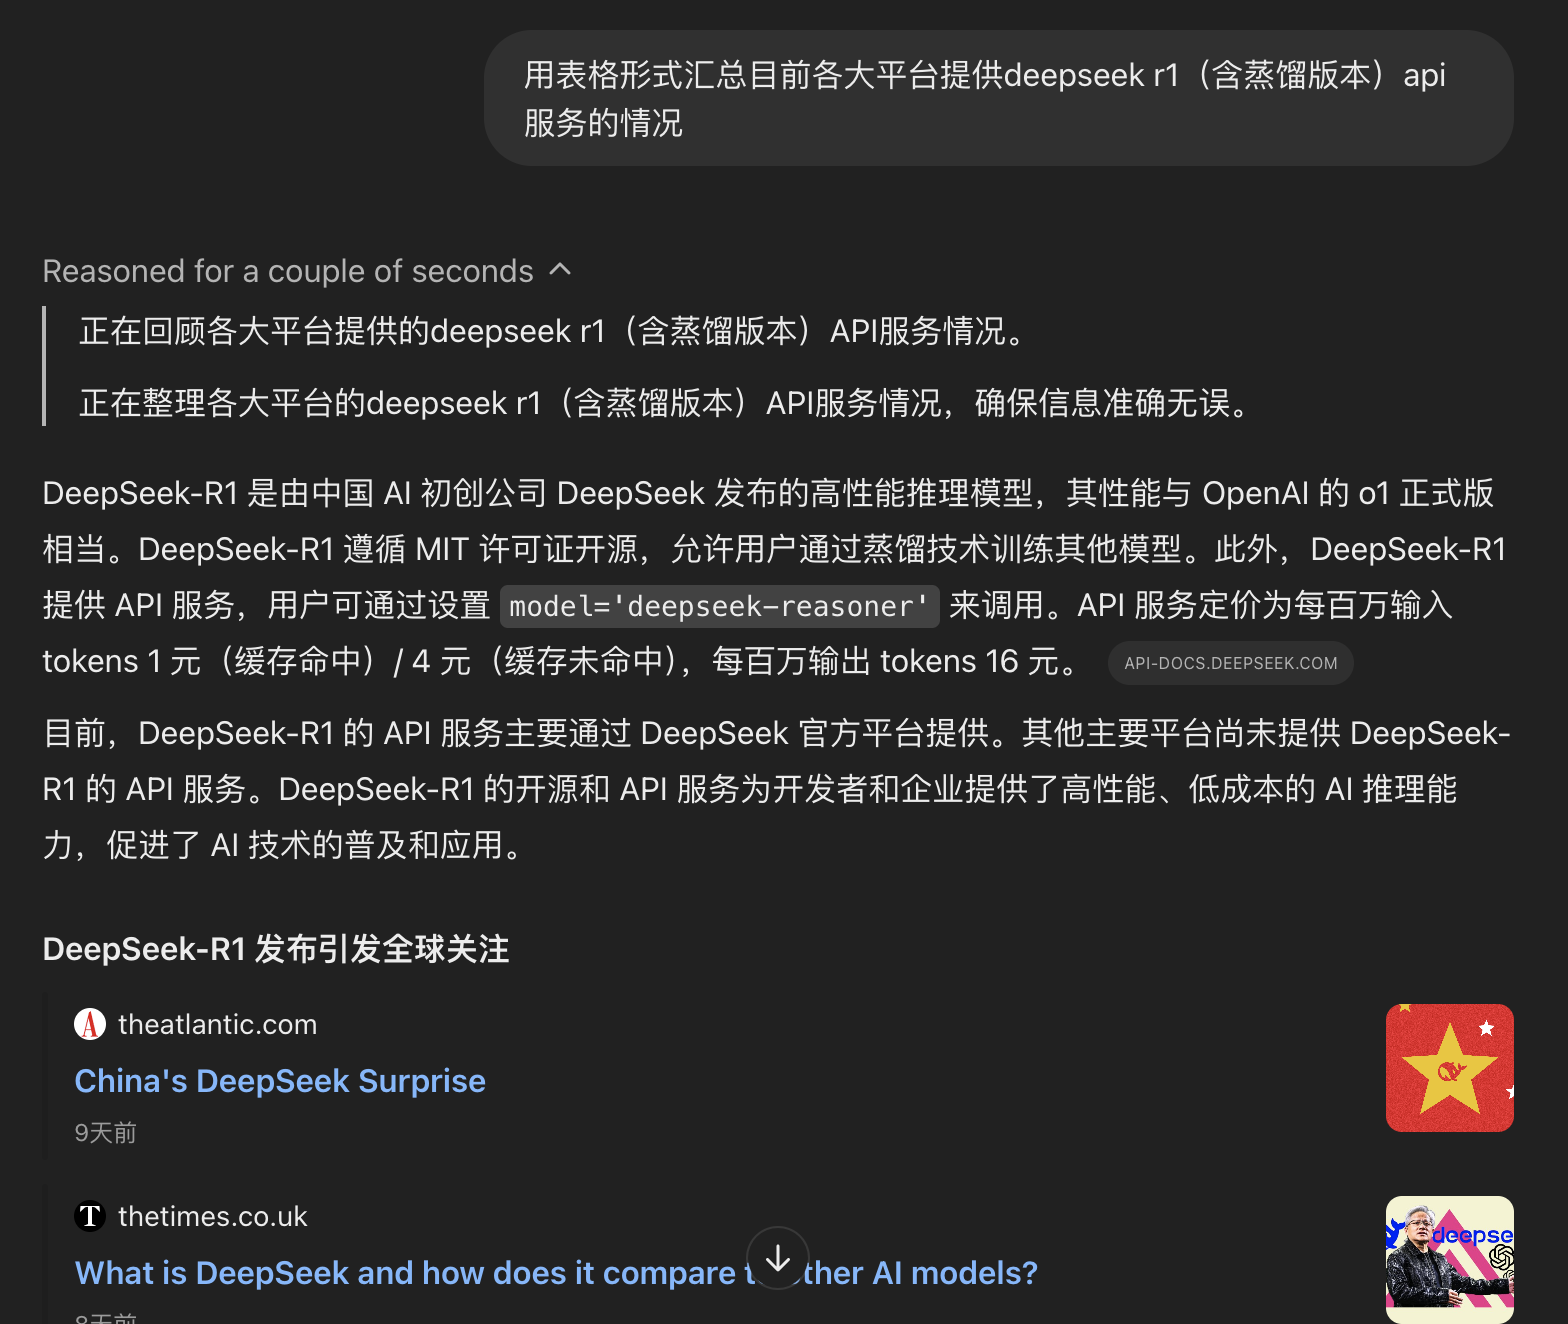 用表格形式汇总目前各大平台提供deepseek r1（含蒸馏版本）api
服务的情况
Reasoned for a couple of seconds
正在回顾各大平台提供的deepseek r1（含蒸馏版本）API服务情况。
正在整理各大平台的deepseek r1（含蒸馏版本）API服务情况，确保信息准确无误。
DeepSeek-R1 是由中国 AI 初创公司 DeepSeek 发布的高性能推理模型，其性能与 OpenAI 的 o1 正式版
相当。DeepSeek-R1 遵循 MIT 许可证开源，允许用户通过蒸馏技术训练其他模型。此外，DeepSeek-R1
提供 API 服务，用户可通过设置 model='deepseek-reasoner' 来调用。API 服务定价为每百万输入
tokens 1 元（缓存命中）/ 4 元（缓存未命中），每百万输出 tokens 16 元。 API-DOCS.DEEPSEEK.COM
目前，DeepSeek-R1 的 API 服务主要通过 DeepSeek 官方平台提供。其他主要平台尚未提供 DeepSeek-
R1 的 API 服务。DeepSeek-R1 的开源和 API 服务为开发者和企业提供了高性能、低成本的 AI 推理能
力，促进了 AI 技术的普及和应用。
DeepSeek-R1 发布引发全球关注
theatlantic.com
China's DeepSeek Surprise
9天前
thetimes.co.uk
deepse
What is DeepSeek and how does it compare t ther AI models?
8天前